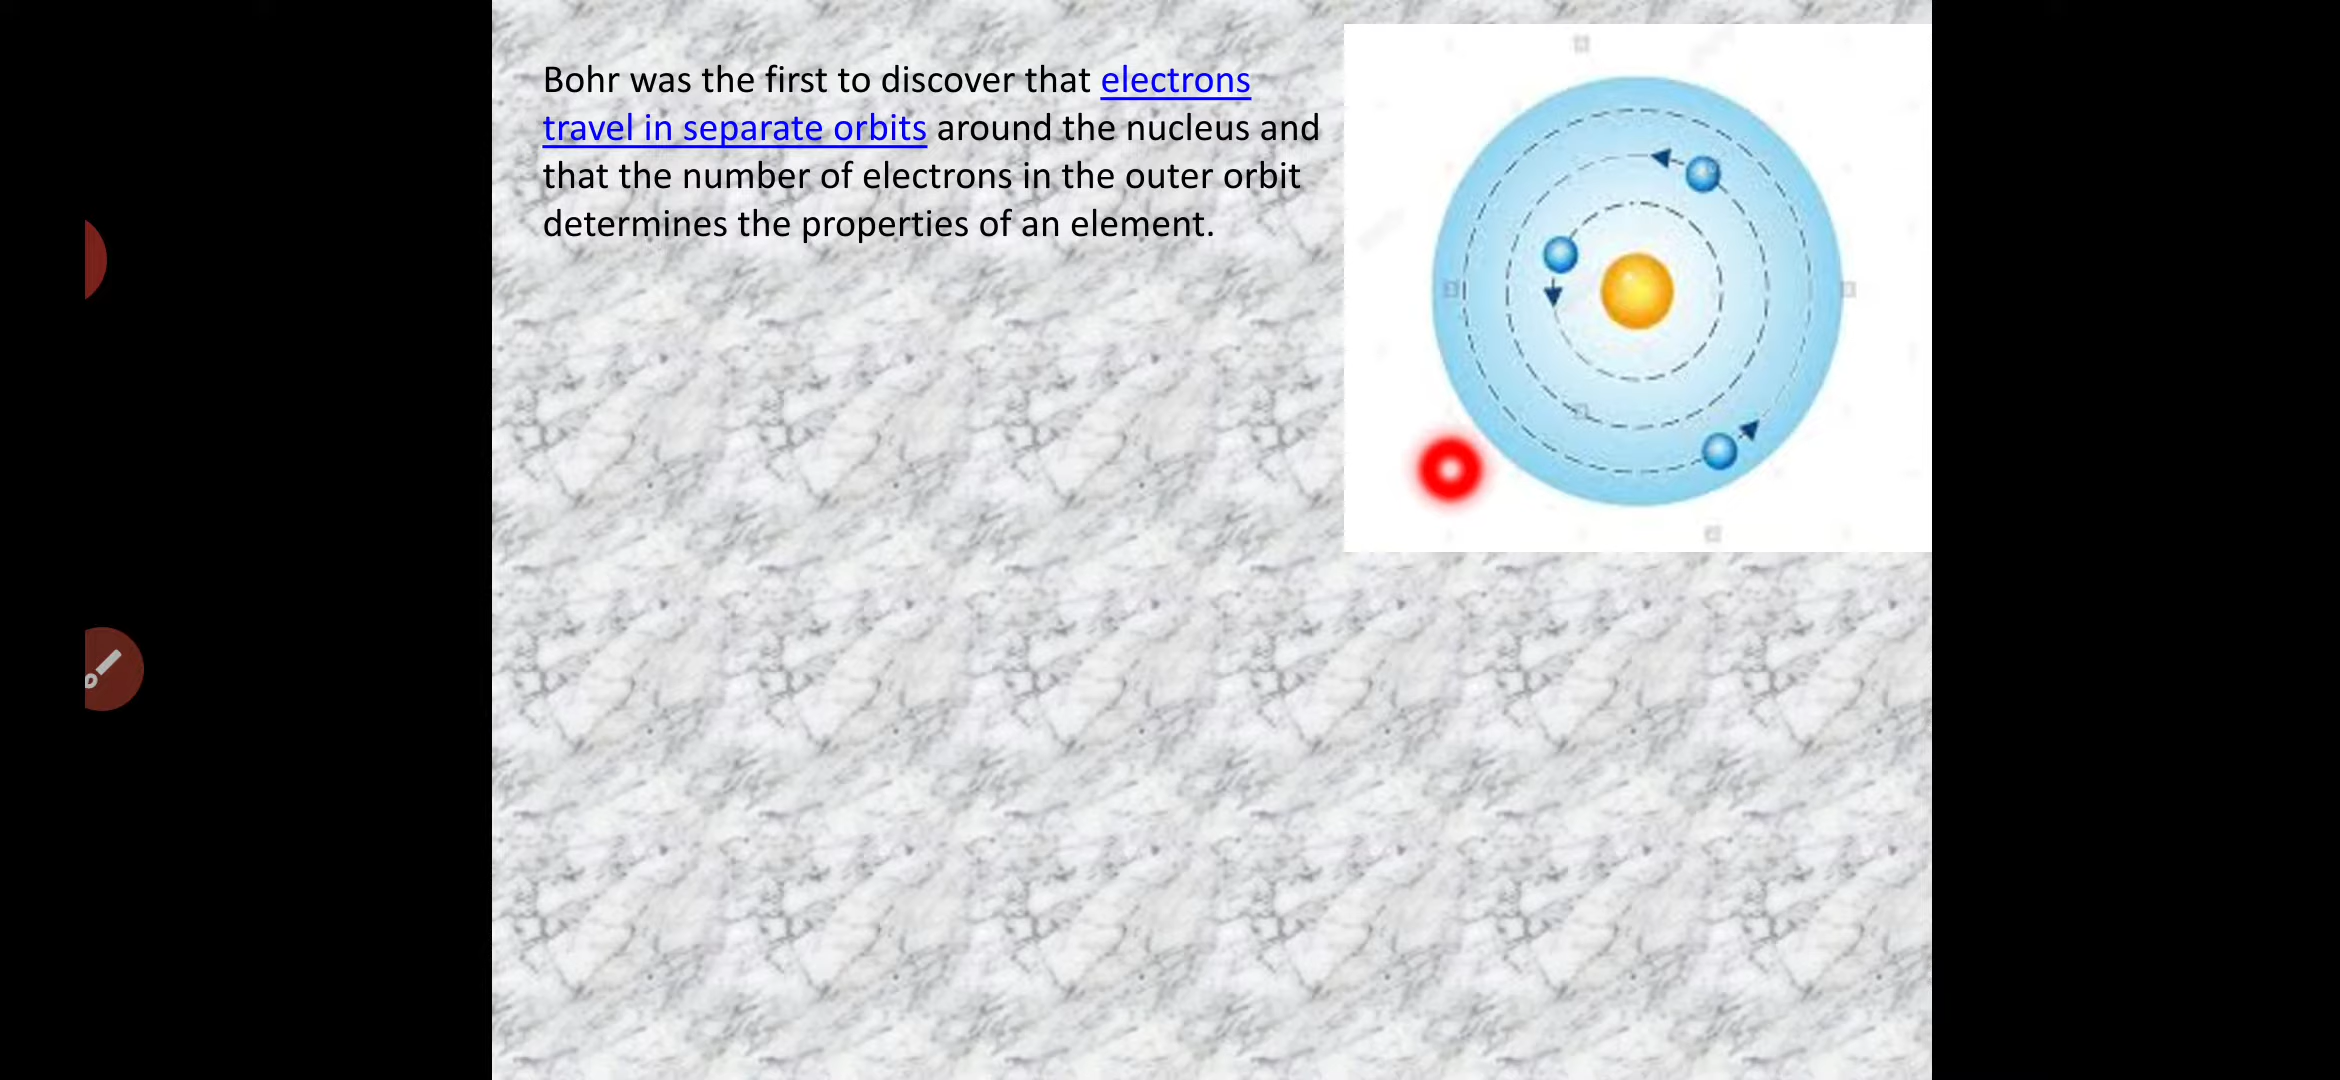 Bohr was the first to discover that electrons
travel in separate orbits around the nucleus and
that the number of electrons in the outer orbit
determines the properties of an element.